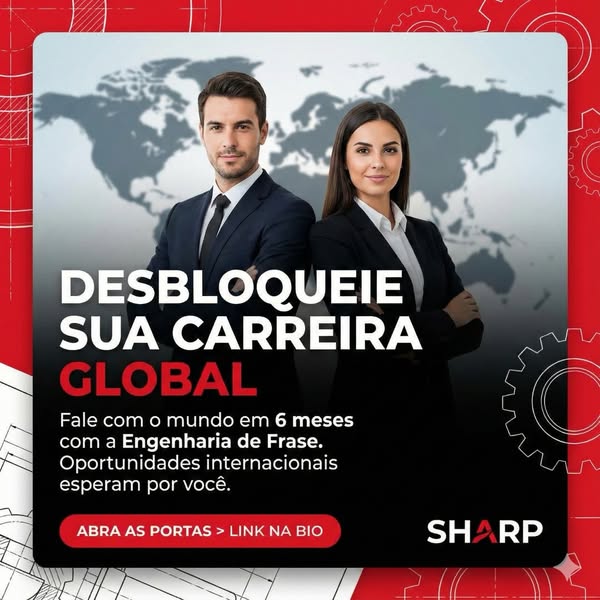 DESBLOQUEIE
SUA CARREIRA
GLOBAL
Fale com o mundo em 6 meses
com a Engenharia de Frase.
Oportunidades internacionais
esperam por você.
ABRA AS PORTAS > LINK NA BIO
SHARP